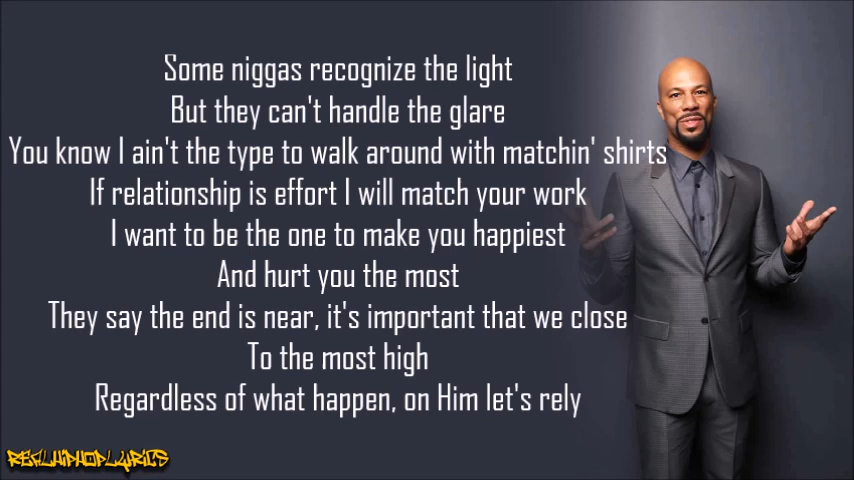 Some niggas recognize the light
But they can't handle the glare
You know I ain't the type to walk around with matchin' shirts
If relationship is effort I will match your work
I want to be the one to make you happiest
And hurt you the most
They say the end is near, it's important that we close
To the most high
Regardless of what happen, on Him let's rely
REALHIPHOPLYRICS